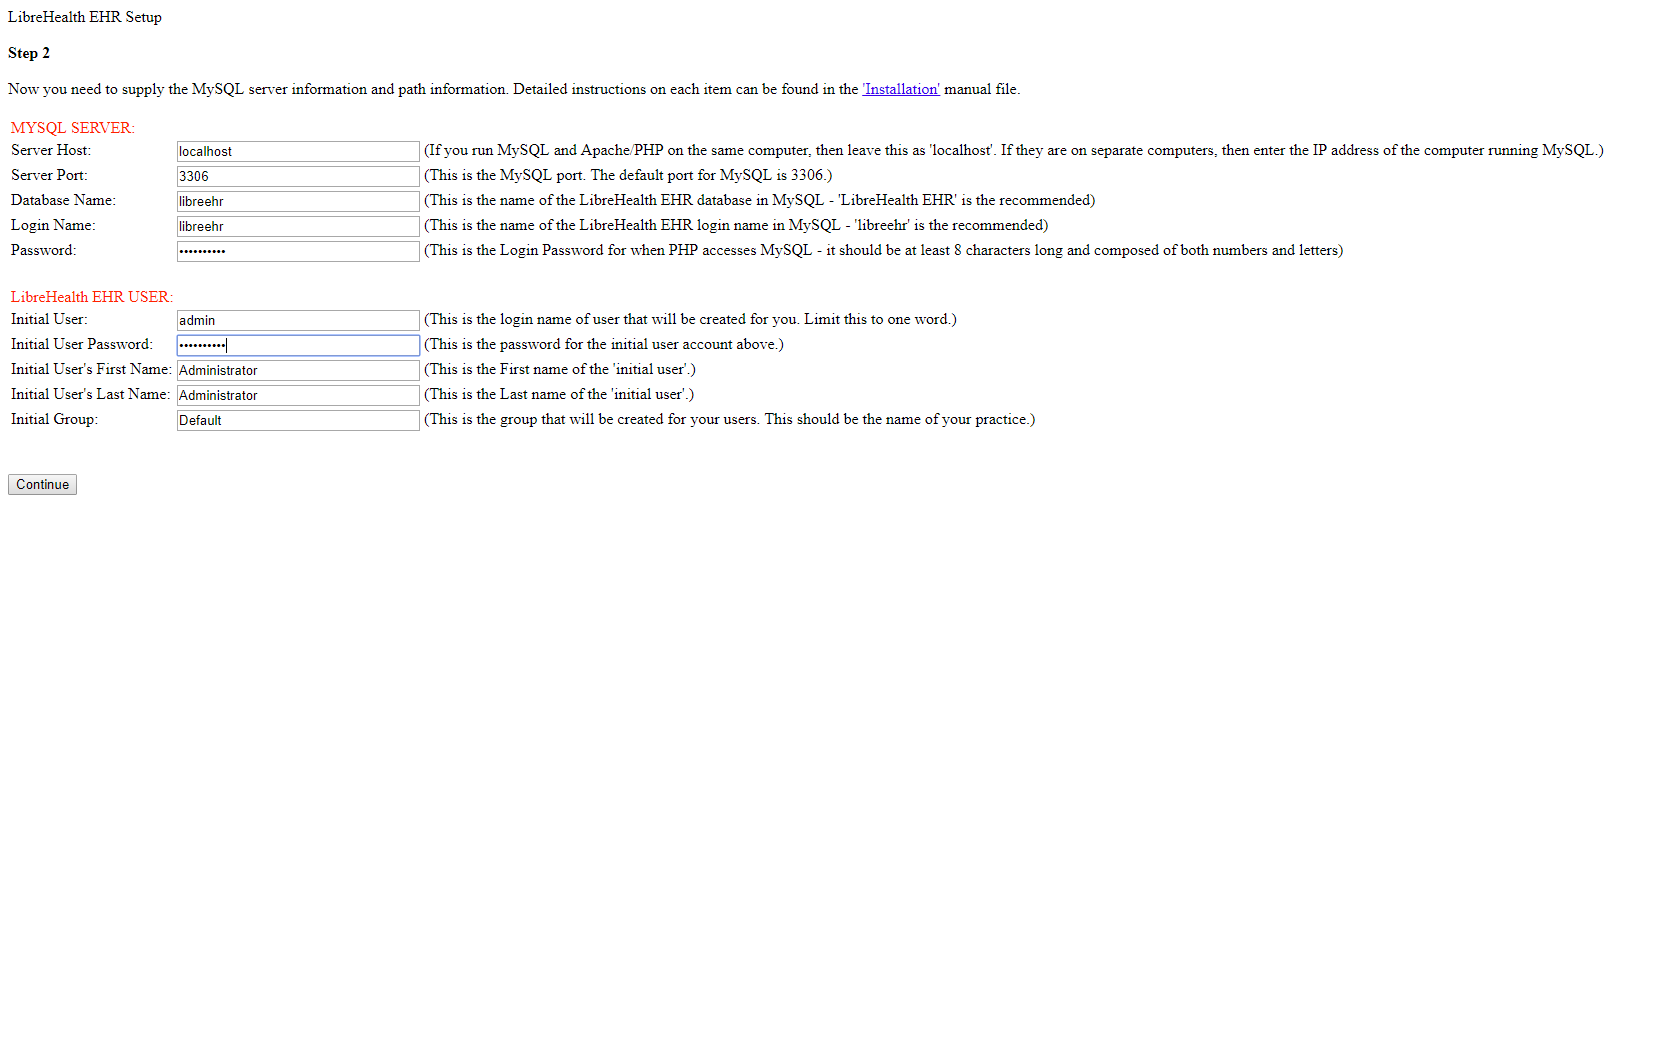 LibreHealth EHR Setup
Step 2
Now you need to supply the MySQL server information and path information. Detailed instructions on each item can be found in the 'Installation' manual file.
MYSQL SERVER:
Server Host: localhost (If you run MySQL and Apache/PHP on the same computer, then leave this as 'localhost'. If they are on separate computers, then enter the IP address of the computer running MySQL.)
Server Port: 3306 (This is the MySQL port. The default port for MySQL is 3306.)
Database Name: libreehr (This is the name of the LibreHealth EHR database in MySQL - 'LibreHealth EHR' is the recommended)
Login Name: libreehr (This is the name of the LibreHealth EHR login name in MySQL - 'libreehr' is the recommended)
Password: •••••••••• (This is the Login Password for when PHP accesses MySQL - it should be at least 8 characters long and composed of both numbers and letters)
LibreHealth EHR USER:
Initial User: admin (This is the login name of user that will be created for you. Limit this to one word.)
Initial User Password: •••••••••• (This is the password for the initial user account above.)
Initial User's First Name: Administrator (This is the First name of the 'initial user'.)
Initial User's Last Name: Administrator (This is the Last name of the 'initial user'.)
Initial Group: Default (This is the group that will be created for your users. This should be the name of your practice.)
Continue